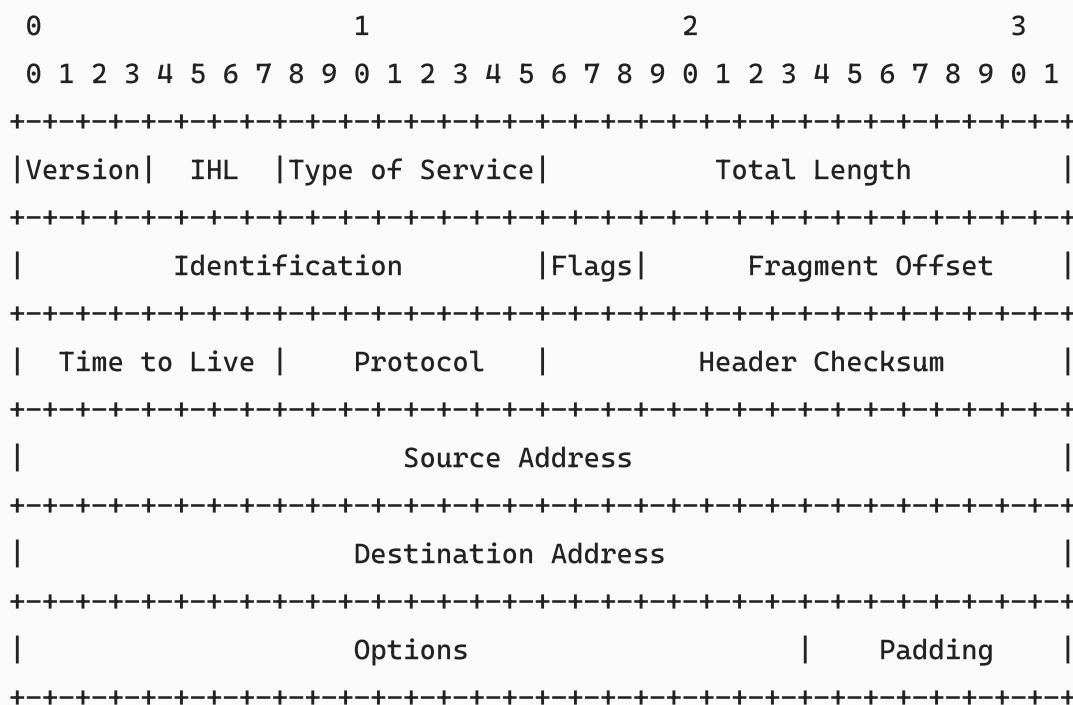 0                   1                   2                   3
 0 1 2 3 4 5 6 7 8 9 0 1 2 3 4 5 6 7 8 9 0 1 2 3 4 5 6 7 8 9 0 1
+-+-+-+-+-+-+-+-+-+-+-+-+-+-+-+-+-+-+-+-+-+-+-+-+-+-+-+-+-+-+-+-+
|Version|  IHL  |Type of Service|          Total Length         |
+-+-+-+-+-+-+-+-+-+-+-+-+-+-+-+-+-+-+-+-+-+-+-+-+-+-+-+-+-+-+-+-+
|         Identification        |Flags|      Fragment Offset    |
+-+-+-+-+-+-+-+-+-+-+-+-+-+-+-+-+-+-+-+-+-+-+-+-+-+-+-+-+-+-+-+-+
|  Time to Live |    Protocol   |         Header Checksum       |
+-+-+-+-+-+-+-+-+-+-+-+-+-+-+-+-+-+-+-+-+-+-+-+-+-+-+-+-+-+-+-+-+
|                       Source Address                          |
+-+-+-+-+-+-+-+-+-+-+-+-+-+-+-+-+-+-+-+-+-+-+-+-+-+-+-+-+-+-+-+-+
|                    Destination Address                        |
+-+-+-+-+-+-+-+-+-+-+-+-+-+-+-+-+-+-+-+-+-+-+-+-+-+-+-+-+-+-+-+-+
|                    Options                    |    Padding    |
+-+-+-+-+-+-+-+-+-+-+-+-+-+-+-+-+-+-+-+-+-+-+-+-+-+-+-+-+-+-+-+-+